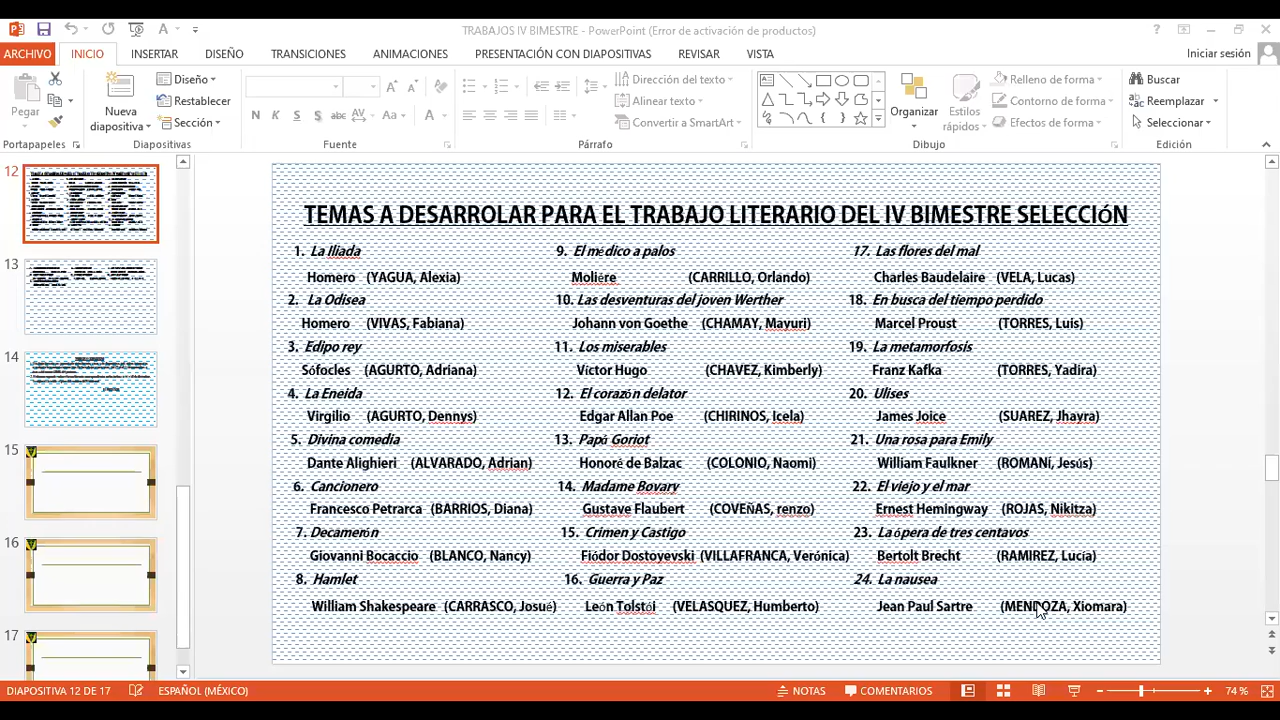 TRABAJOS IV BIMESTRE - PowerPoint (Error de activación de productos)
ARCHIVO INICIO INSERTAR DISEÑO TRANSICIONES ANIMACIONES PRESENTACIÓN CON DIAPOSITIVAS REVISAR VISTA Iniciar sesión
Pegar
Nueva diapositiva
Diseño
Restablecer
Sección
N K S S abc AV Aa A
Dirección del texto
Alinear texto
Convertir a SmartArt
Organizar
Estilos rápidos
Relleno de forma
Contorno de forma
Efectos de forma
Buscar
Reemplazar
Seleccionar
Portapapeles Diapositivas Fuente Párrafo Dibujo Edición
12
13
14
15
16
17
TEMAS A DESARROLAR PARA EL TRABAJO LITERARIO DEL IV BIMESTRE SELECCIóN
1. La Iliada
Homero (YAGUA, Alexia)
2. La Odisea
Homero (VIVAS, Fabiana)
3. Edipo rey
Sófocles (AGURTO, Adriana)
4. La Eneida
Virgilio (AGURTO, Dennys)
5. Divina comedia
Dante Alighieri (ALVARADO, Adrian)
6. Cancionero
Francesco Petrarca (BARRIOS, Diana)
7. Decamerón
Giovanni Bocaccio (BLANCO, Nancy)
8. Hamlet
William Shakespeare (CARRASCO, Josué)
9. El médico a palos
Moliere (CARRILLO, Orlando)
10. Las desventuras del joven Werther
Johann von Goethe (CHAMAY, Mayuri)
11. Los miserables
Víctor Hugo (CHAVEZ, Kimberly)
12. El corazón delator
Edgar Allan Poe (CHIRINOS, Icela)
13. Papá Goriot
Honoré de Balzac (COLONIO, Naomi)
14. Madame Bovary
Gustave Flaubert (COVEÑAS, renzo)
15. Crimen y Castigo
Fiódor Dostoyevski (VILLAFRANCA, Verónica)
16. Guerra y Paz
León Tolstói (VELASQUEZ, Humberto)
17. Las flores del mal
Charles Baudelaire (VELA, Lucas)
18. En busca del tiempo perdido
Marcel Proust (TORRES, Luis)
19. La metamorfosis
Franz Kafka (TORRES, Yadira)
20. Ulises
James Joice (SUAREZ, Jhayra)
21. Una rosa para Emily
William Faulkner (ROMANí, Jesús)
22. El viejo y el mar
Ernest Hemingway (ROJAS, Nikitza)
23. La ópera de tres centavos
Bertolt Brecht (RAMIREZ, Lucía)
24. La nausea
Jean Paul Sartre (MENDOZA, Xiomara)
DIAPOSITIVA 12 DE 17 ESPAÑOL (MÉXICO) NOTAS COMENTARIOS 74 %